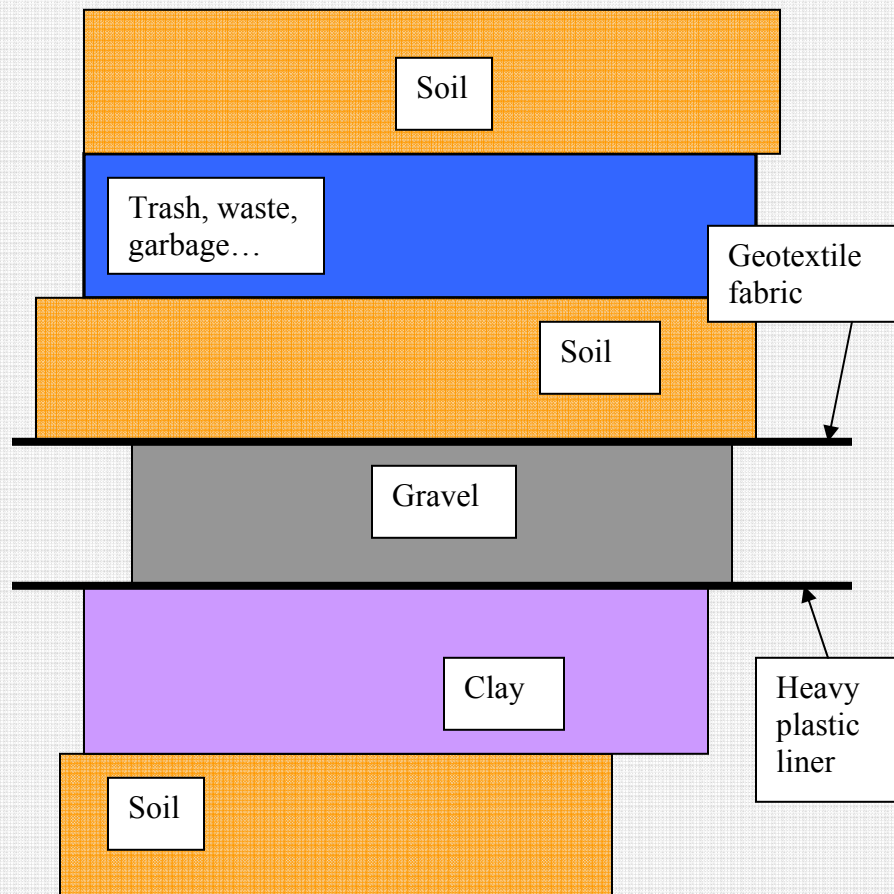 Soil
Trash, waste,
garbage…
Geotextile
fabric
Soil
Gravel
Clay
Heavy
plastic
liner
Soil